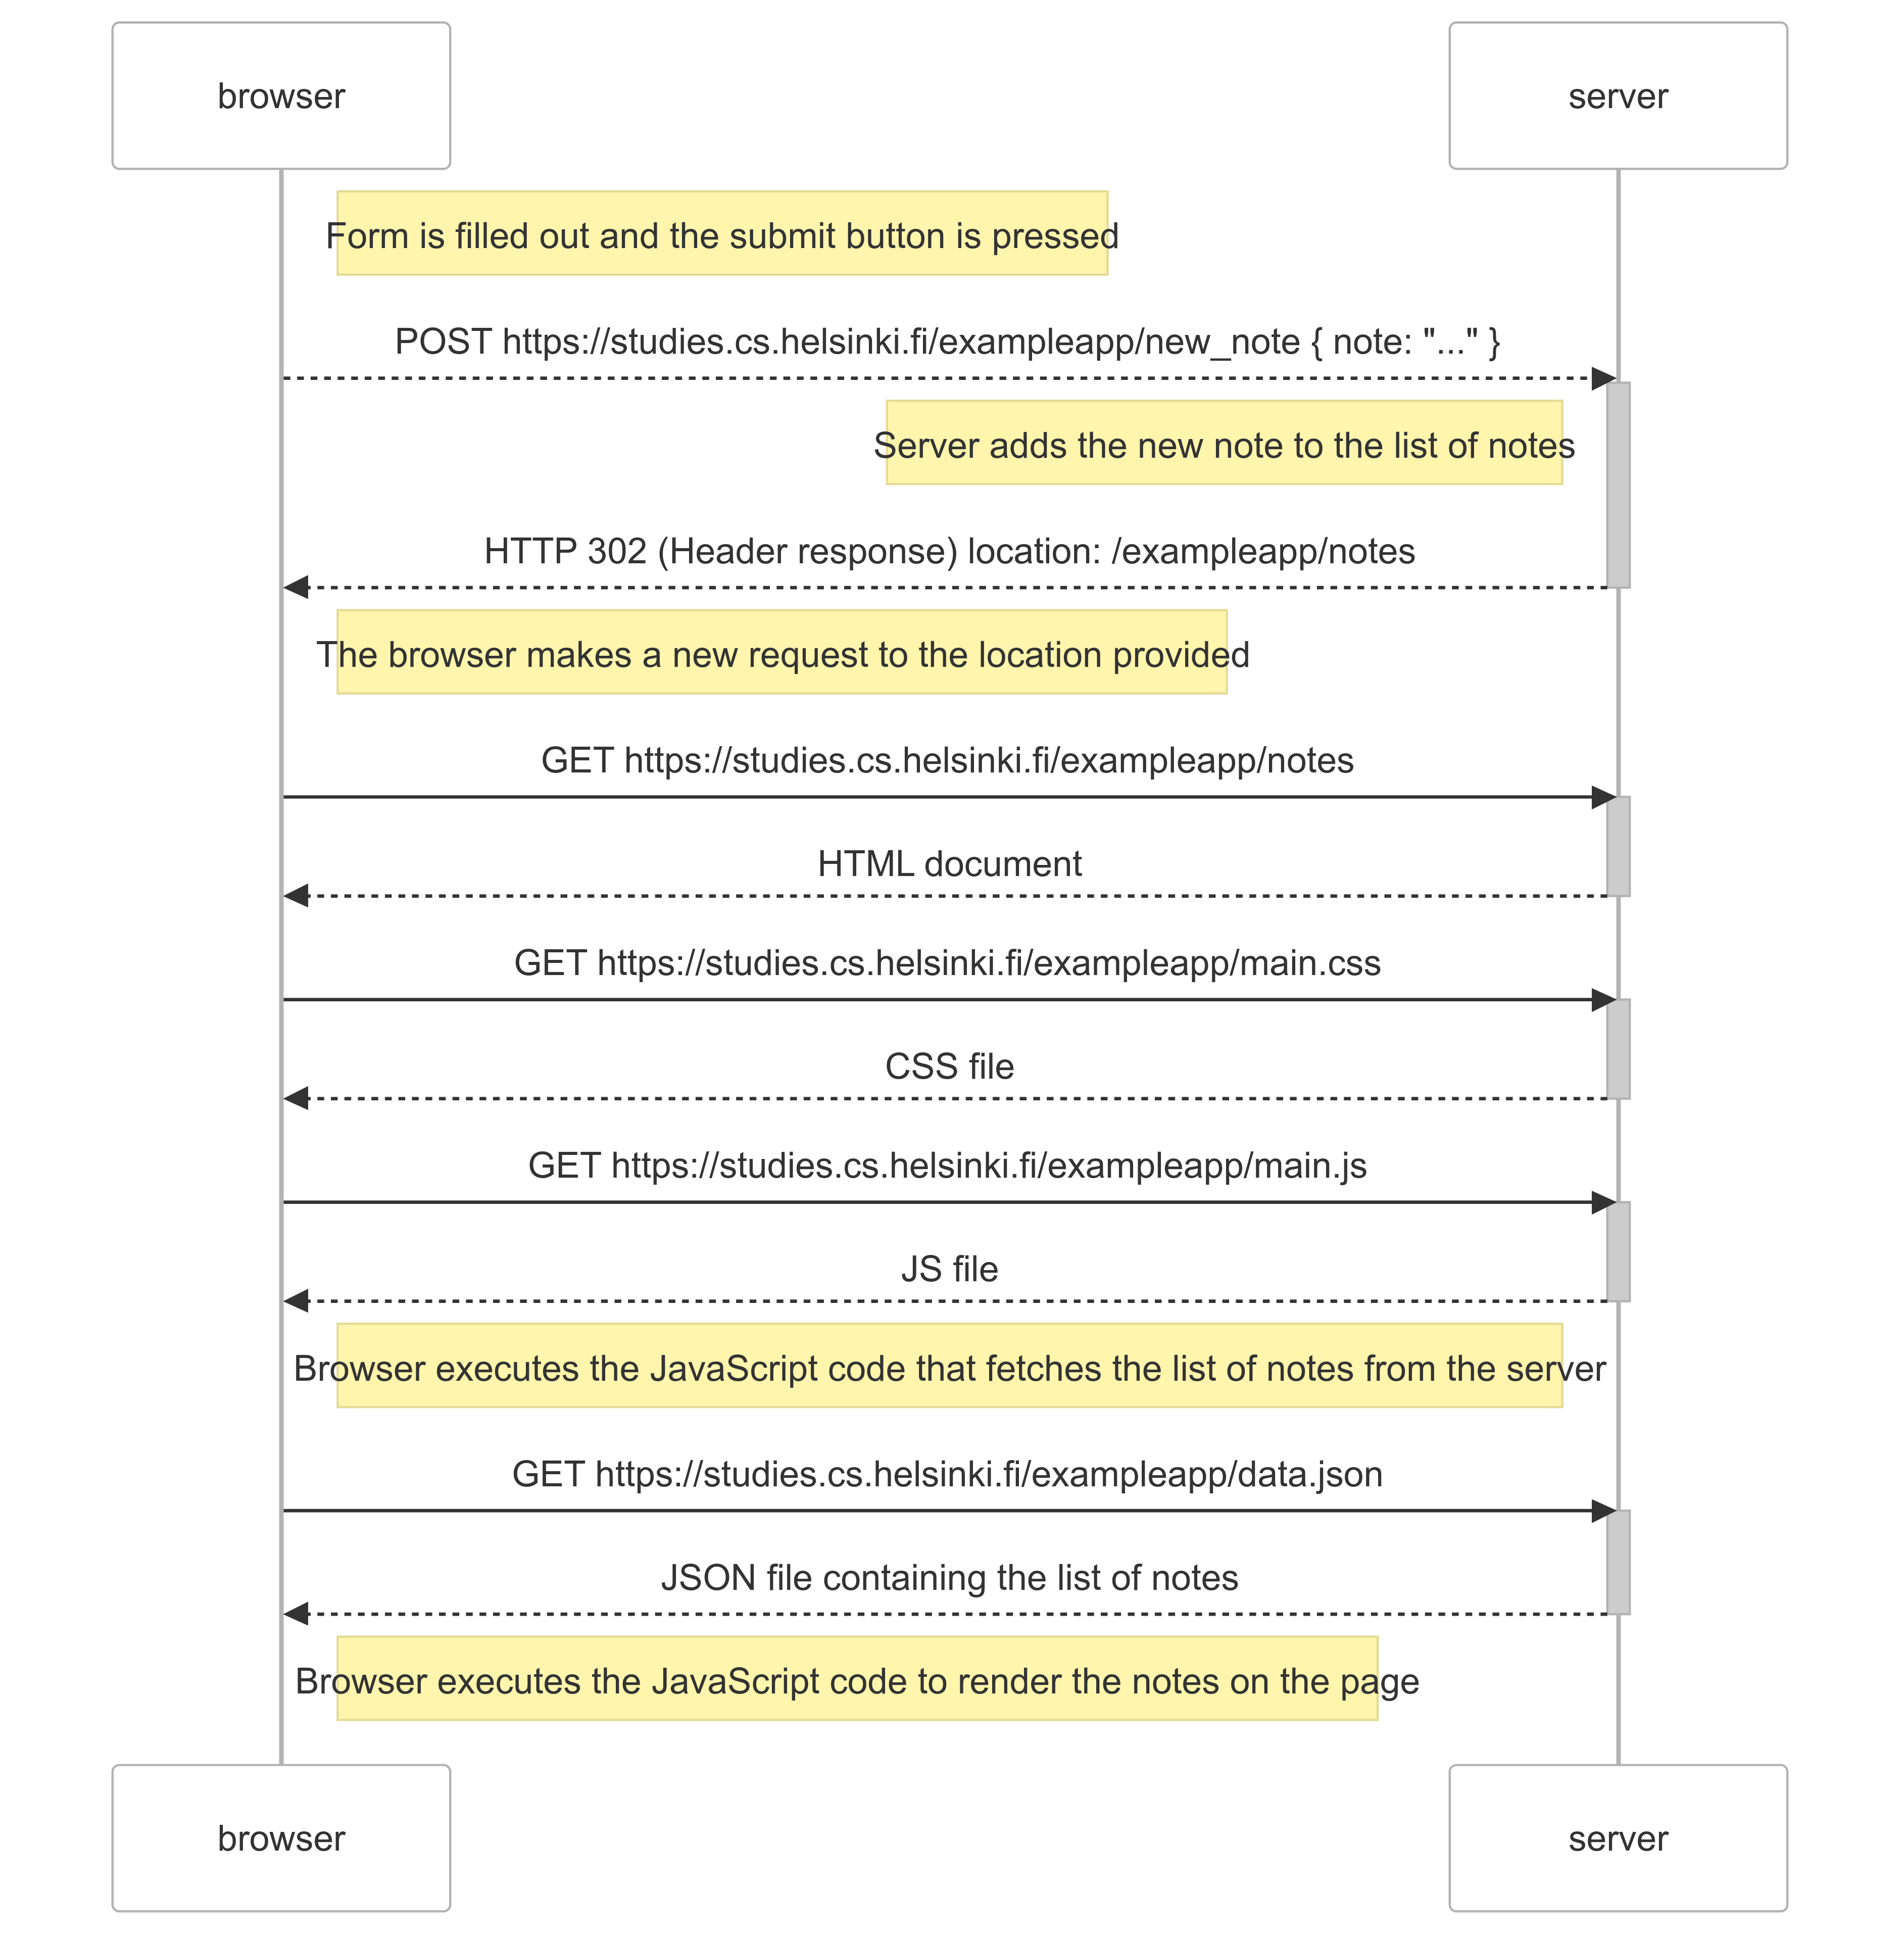 browser
server
Form is filled out and the submit button is pressed
POST https://studies.cs.helsinki.fi/exampleapp/new_note { note: "..." }
Server adds the new note to the list of notes
HTTP 302 (Header response) location: /exampleapp/notes
The browser makes a new request to the location provided
GET https://studies.cs.helsinki.fi/exampleapp/notes
HTML document
GET https://studies.cs.helsinki.fi/exampleapp/main.css
CSS file
GET https://studies.cs.helsinki.fi/exampleapp/main.js
JS file
Browser executes the JavaScript code that fetches the list of notes from the server
GET https://studies.cs.helsinki.fi/exampleapp/data.json
JSON file containing the list of notes
Browser executes the JavaScript code to render the notes on the page
browser
server